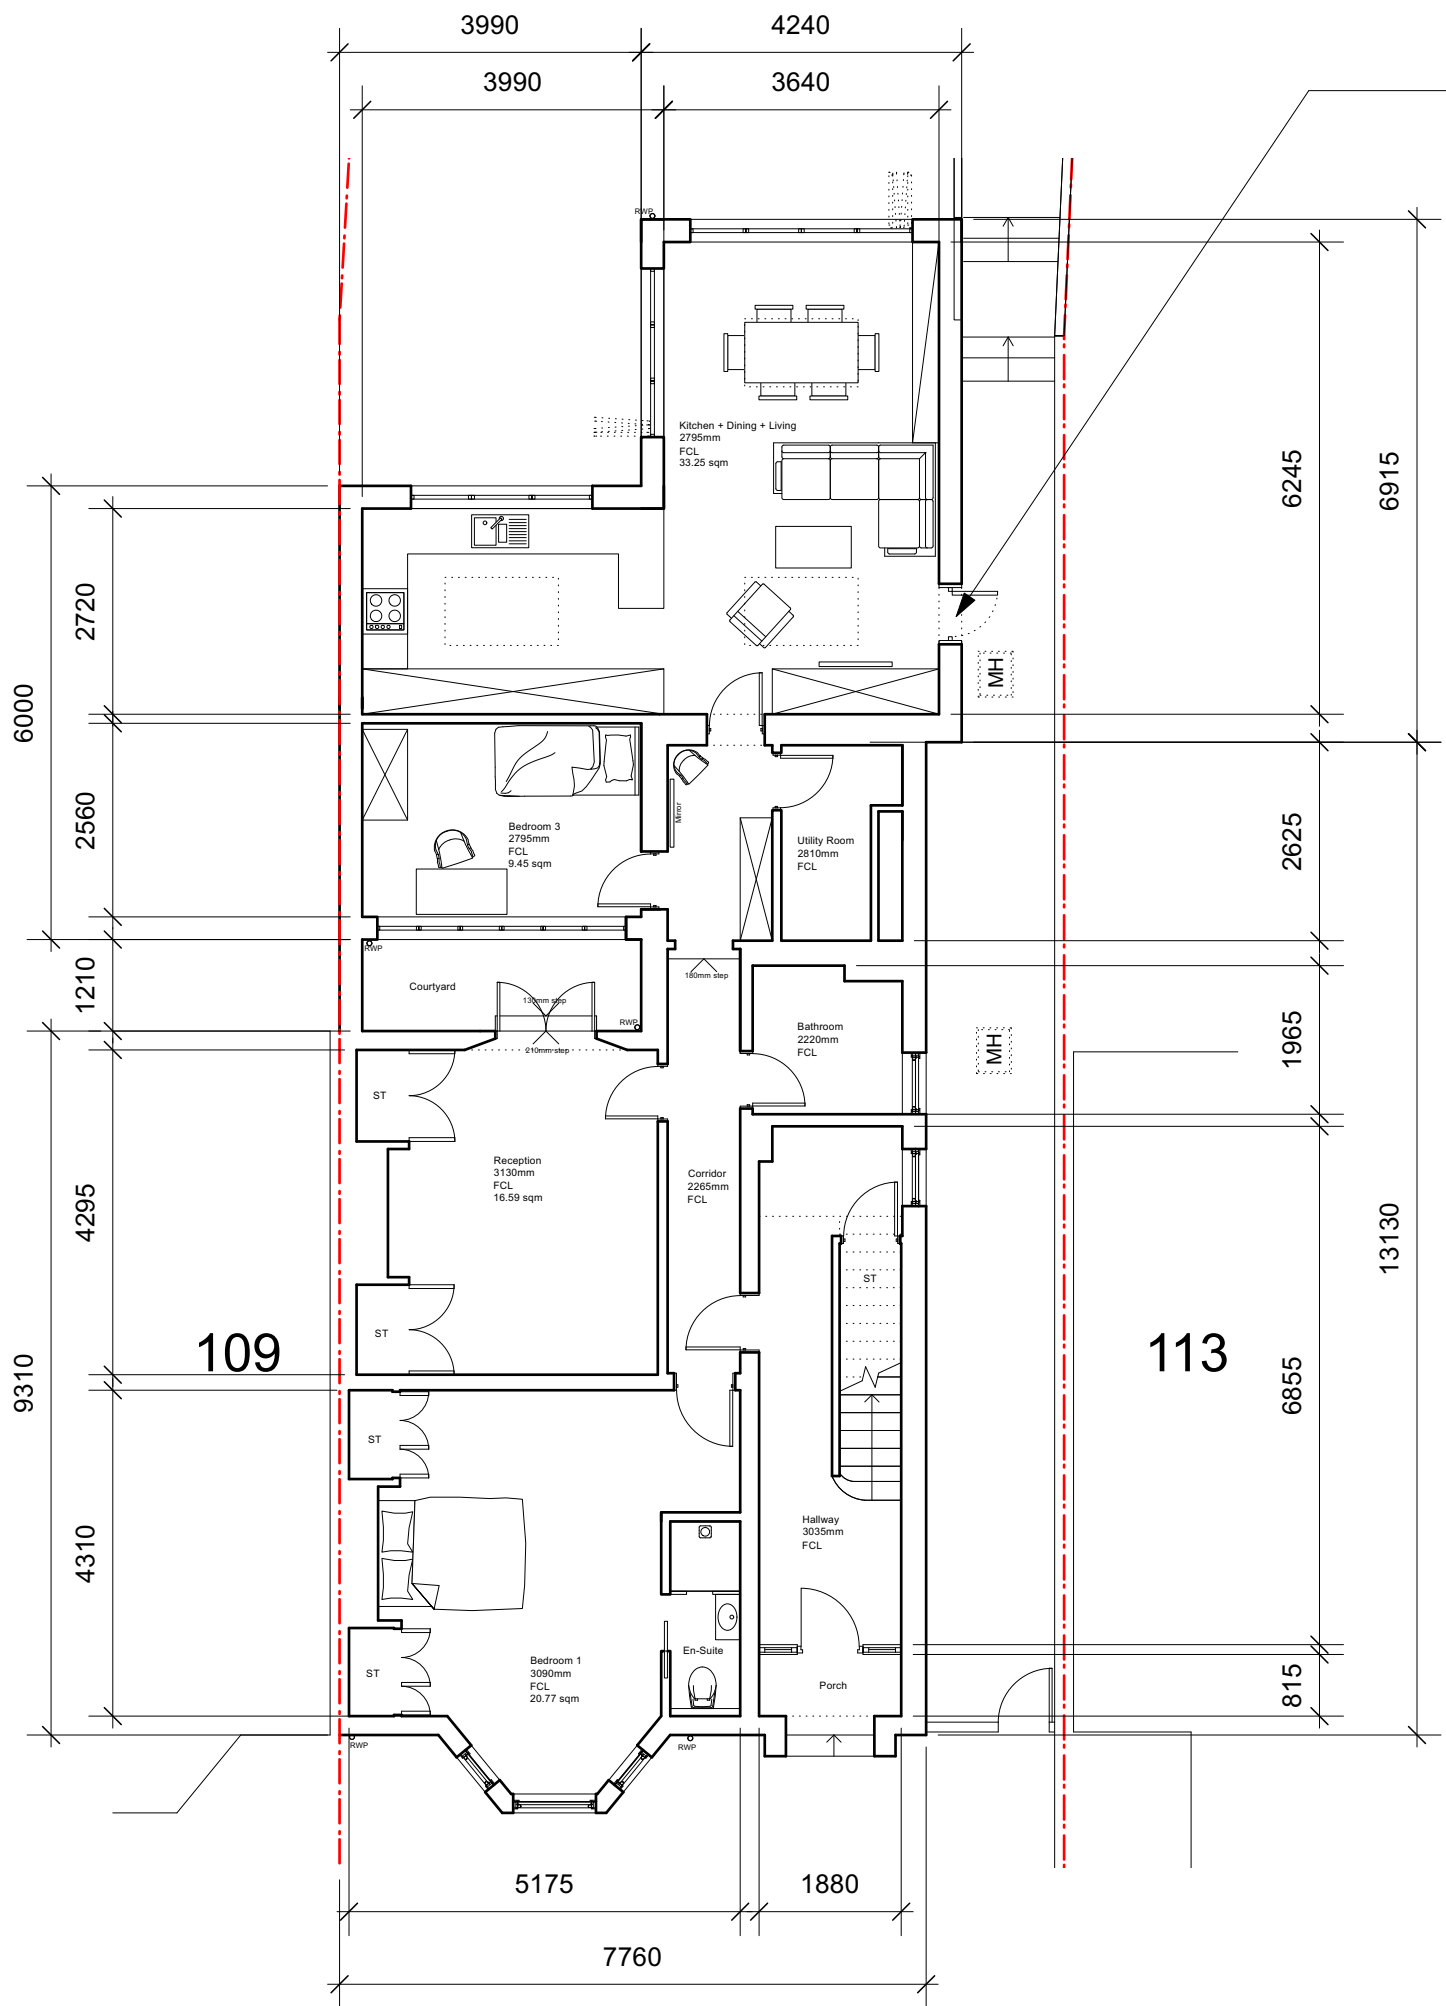 3990
4240
3990
3640
RWP
Kitchen + Dining + Living
2795mm
FCL
33.25 sqm
6245
6915
2720
6000
MH
2560
Mirror
Bedroom 3
2795mm
FCL
9.45 sqm
Utility Room
2810mm
FCL
2625
RWP
1210
Courtyard
130mm step
RWP
210mm step
180mm step
Bathroom
2220mm
FCL
MH
1965
ST
4295
Reception
3130mm
FCL
16.59 sqm
Corridor
2265mm
FCL
13130
ST
ST
109
113
9310
6855
ST
4310
Hallway
3035mm
FCL
En-Suite
ST
Bedroom 1
3090mm
FCL
20.77 sqm
Porch
815
RWP
RWP
5175
1880
7760